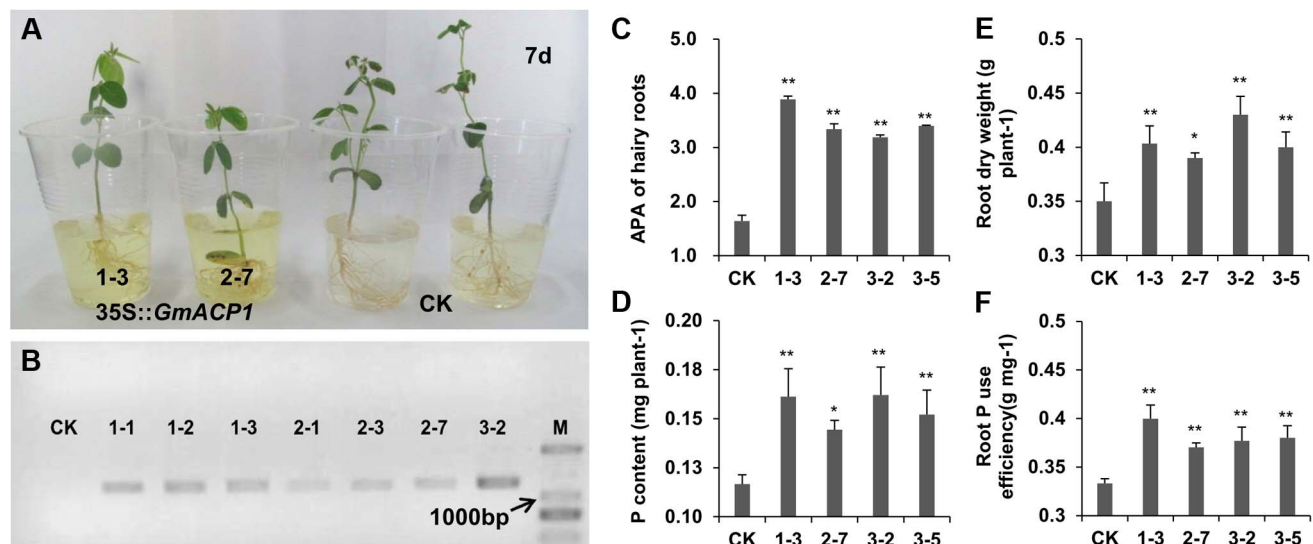 A
7d
1-3
2-7
35S::GmACP1
CK
B
CK 1-1 1-2 1-3 2-1 2-3 2-7 3-2 M
1000bp
C
APA of hairy roots
5.0
4.0
3.0
2.0
1.0
**
**
**
**
CK 1-3 2-7 3-2 3-5
D
P content (mg plant-1)
0.20
0.18
0.15
0.13
0.10
**
*
**
**
CK 1-3 2-7 3-2 3-5
E
Root dry weight (g
plant-1)
0.5
0.45
0.4
0.35
0.3
**
*
**
**
CK 1-3 2-7 3-2 3-5
F
Root P use
efficiency(g mg-1)
0.5
0.45
0.4
0.35
0.3
**
**
**
**
CK 1-3 2-7 3-2 3-5